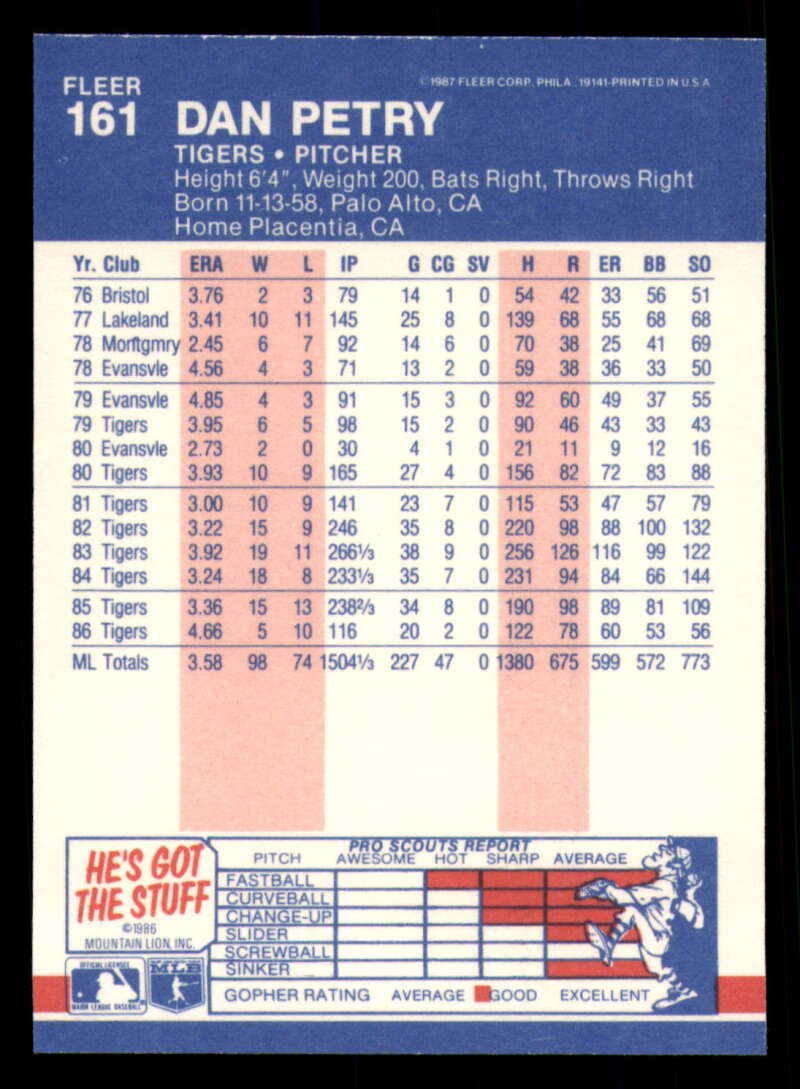 FLEER
©1987 FLEER CORP. PHILA. 19141-PRINTED IN U.S.A.
161 DAN PETRY
TIGERS • PITCHER
Height 6'4", Weight 200, Bats Right, Throws Right
Born 11-13-58, Palo Alto, CA
Home Placentia, CA
Yr. Club ERA W L IP G CG SV H R ER BB SO
76 Bristol 3.76 2 3 79 14 1 0 54 42 33 56 51
77 Lakeland 3.41 10 11 145 25 8 0 139 68 55 68 68
78 Montgmry 2.45 6 7 92 14 6 0 70 38 25 41 69
78 Evansvle 4.56 4 3 71 13 2 0 59 38 36 33 50
79 Evansvle 4.85 4 3 91 15 3 0 92 60 49 37 55
79 Tigers 3.95 6 5 98 15 2 0 90 46 43 33 43
80 Evansvle 2.73 2 0 30 4 1 0 21 11 9 12 16
80 Tigers 3.93 10 9 165 27 4 0 156 82 72 83 88
81 Tigers 3.00 10 9 141 23 7 0 115 53 47 57 79
82 Tigers 3.22 15 9 246 35 8 0 220 98 88 100 132
83 Tigers 3.92 19 11 266⅓ 38 9 0 256 126 116 99 122
84 Tigers 3.24 18 8 233⅓ 35 7 0 231 94 84 66 144
85 Tigers 3.36 15 13 238⅔ 34 8 0 190 98 89 81 109
86 Tigers 4.66 5 10 116 20 2 0 122 78 60 53 56
ML Totals 3.58 98 74 1504⅓ 227 47 0 1380 675 599 572 773
HE'S GOT
THE STUFF
©1986
MOUNTAIN LION, INC.
PRO SCOUTS REPORT
PITCH AWESOME HOT SHARP AVERAGE
FASTBALL
CURVEBALL
CHANGE-UP
SLIDER
SCREWBALL
SINKER
GOPHER RATING AVERAGE GOOD EXCELLENT
OFFICIAL LICENSEE
MAJOR LEAGUE BASEBALL
MLB